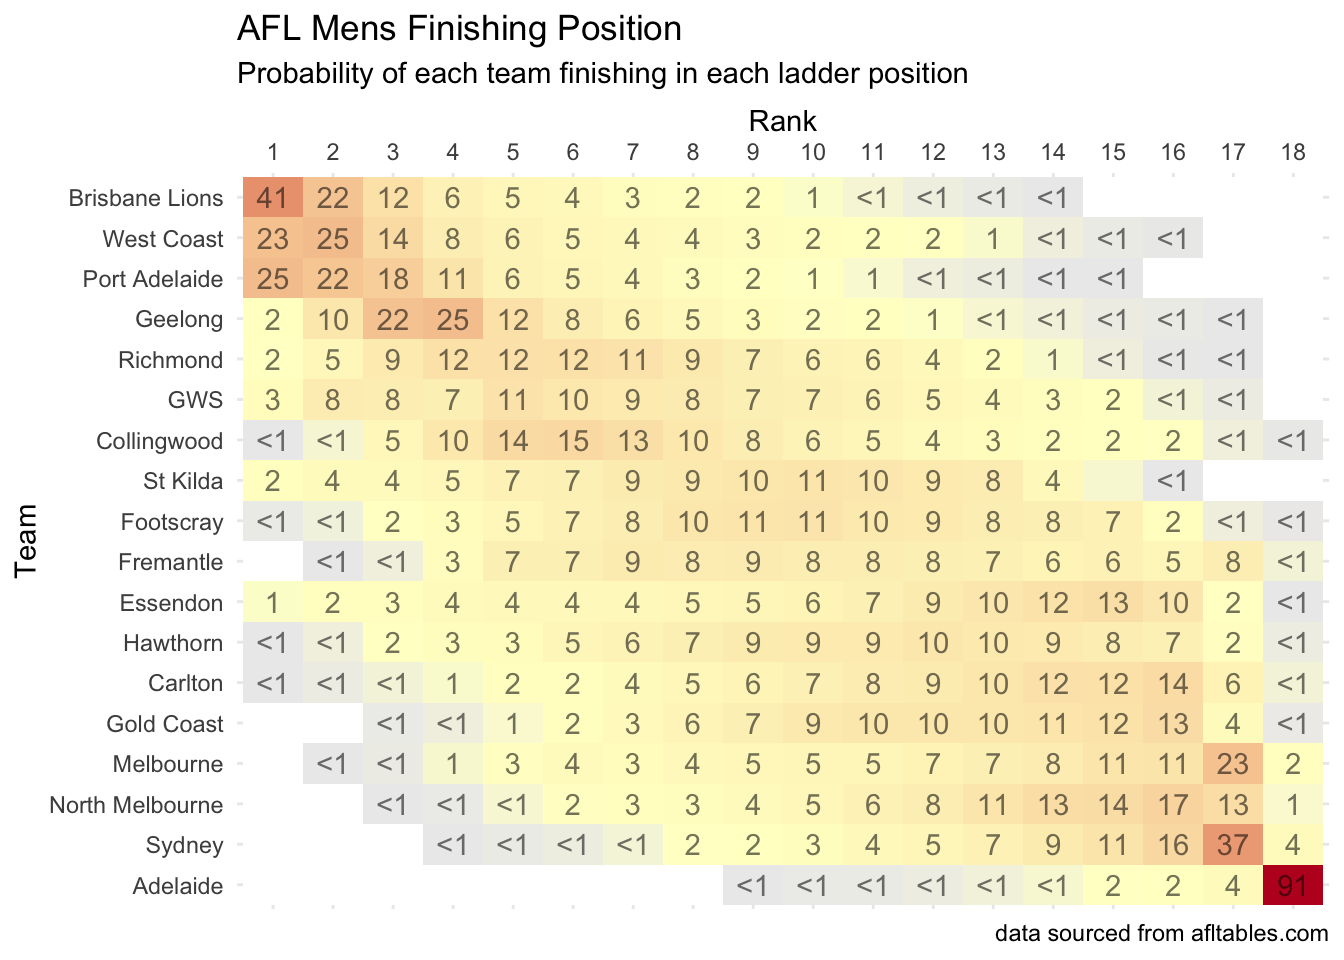 AFL Mens Finishing Position
Probability of each team finishing in each ladder position
Rank
1 2 3 4 5 6 7 8 9 10 11 12 13 14 15 16 17 18
Team
Brisbane Lions 41 22 12 6 5 4 3 2 2 1 <1 <1 <1 <1
West Coast 23 25 14 8 6 5 4 4 3 2 2 2 1 <1 <1 <1
Port Adelaide 25 22 18 11 6 5 4 3 2 1 1 <1 <1 <1 <1
Geelong 2 10 22 25 12 8 6 5 3 2 2 1 <1 <1 <1 <1 <1
Richmond 2 5 9 12 12 12 11 9 7 6 6 4 2 1 <1 <1 <1
GWS 3 8 8 7 11 10 9 8 7 7 6 5 4 3 2 <1 <1
Collingwood <1 <1 5 10 14 15 13 10 8 6 5 4 3 2 2 2 <1 <1
St Kilda 2 4 4 5 7 7 9 9 10 11 10 9 8 4 <1
Footscray <1 <1 2 3 5 7 8 10 11 11 10 9 8 8 7 2 <1 <1
Fremantle <1 <1 3 7 7 9 8 9 8 8 8 7 6 6 5 8 <1
Essendon 1 2 3 4 4 4 4 5 5 6 7 9 10 12 13 10 2 <1
Hawthorn <1 <1 2 3 3 5 6 7 9 9 9 10 10 9 8 7 2 <1
Carlton <1 <1 <1 1 2 2 4 5 6 7 8 9 10 12 12 14 6 <1
Gold Coast <1 <1 1 2 3 6 7 9 10 10 10 11 12 13 4 <1
Melbourne <1 <1 1 3 4 3 4 5 5 5 7 7 8 11 11 23 2
North Melbourne <1 <1 <1 2 3 3 4 5 6 8 11 13 14 17 13 1
Sydney <1 <1 <1 <1 2 2 3 4 5 7 9 11 16 37 4
Adelaide <1 <1 <1 <1 <1 <1 2 2 4 91
data sourced from afltables.com